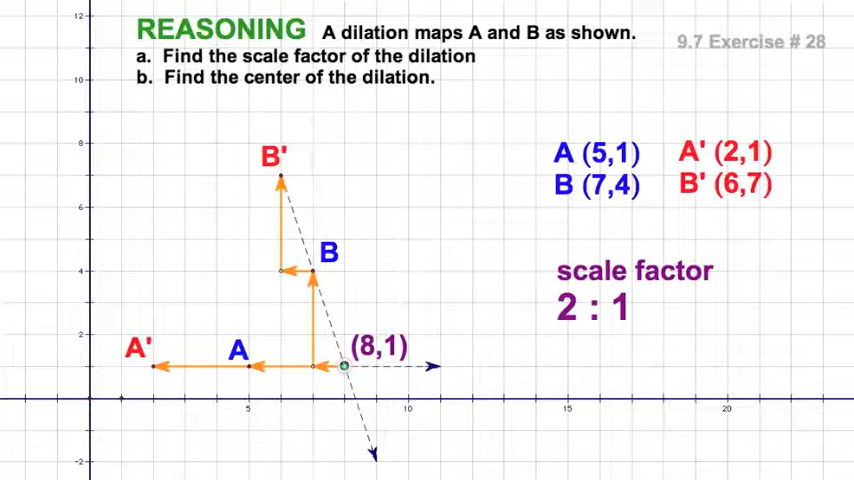 REASONING A dilation maps A and B as shown.
9.7 Exercise # 28
a. Find the scale factor of the dilation
b. Find the center of the dilation.
A (5,1) A' (2,1)
B (7,4) B' (6,7)
scale factor
2 : 1
B'
B
A'
A
(8,1)
12
10
8
6
4
2
-2
5
10
15
20